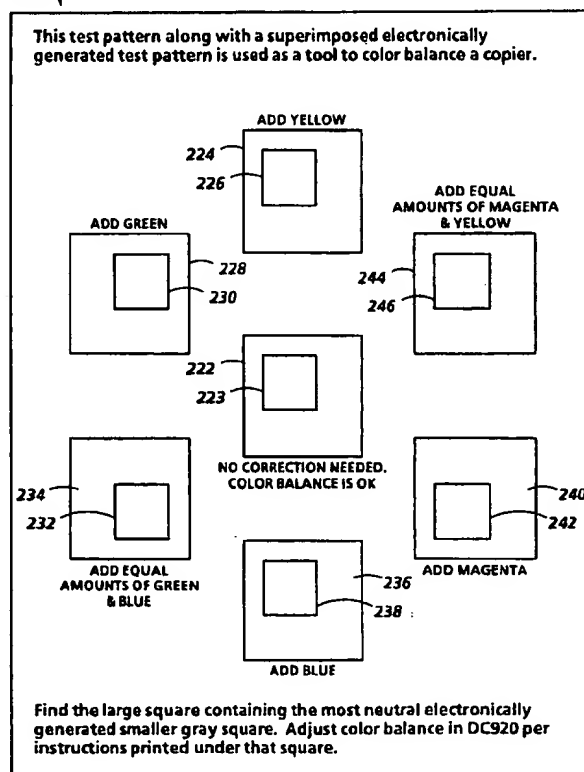 This test pattern along with a superimposed electronically
generated test pattern is used as a tool to color balance a copier.
ADD YELLOW
224
226
ADD EQUAL
AMOUNTS OF MAGENTA
& YELLOW
ADD GREEN
228
230
244
246
222
223
NO CORRECTION NEEDED.
COLOR BALANCE IS OK
234
232
ADD EQUAL
AMOUNTS OF GREEN
& BLUE
240
242
ADD MAGENTA
236
238
ADD BLUE
Find the large square containing the most neutral electronically
generated smaller gray square. Adjust color balance in DC920 per
instructions printed under that square.